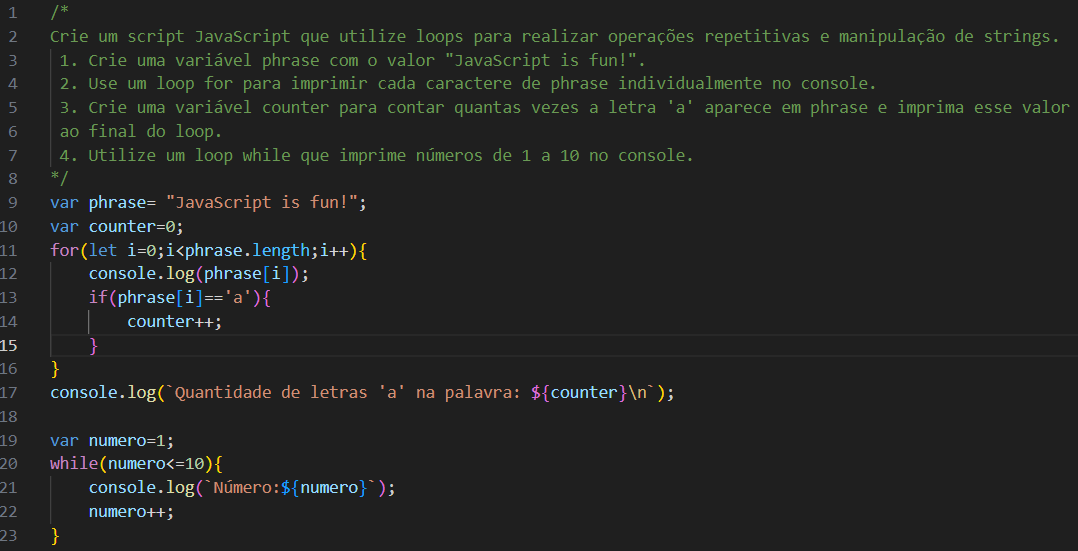 1 /*
2 Crie um script JavaScript que utilize loops para realizar operações repetitivas e manipulação de strings.
3 1. Crie uma variável phrase com o valor "JavaScript is fun!".
4 2. Use um loop for para imprimir cada caractere de phrase individualmente no console.
5 3. Crie uma variável counter para contar quantas vezes a letra 'a' aparece em phrase e imprima esse valor
6 ao final do loop.
7 4. Utilize um loop while que imprime números de 1 a 10 no console.
8 */
9 var phrase= "JavaScript is fun!";
10 var counter=0;
11 for(let i=0;i<phrase.length;i++){
12     console.log(phrase[i]);
13     if(phrase[i]=='a'){
14         counter++;
15     }
16 }
17 console.log(`Quantidade de letras 'a' na palavra: ${counter}\n`);
18
19 var numero=1;
20 while(numero<=10){
21     console.log(`Número:${numero}`);
22     numero++;
23 }